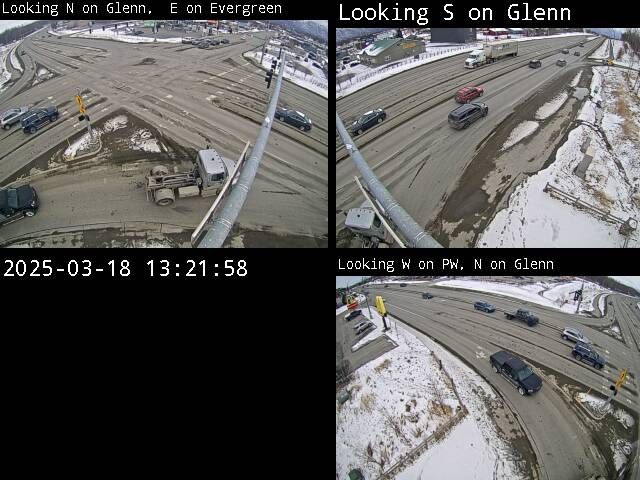 Looking N on Glenn,  E on Evergreen
Looking S on Glenn
2025-03-18 13:21:58
Looking W on PW, N on Glenn